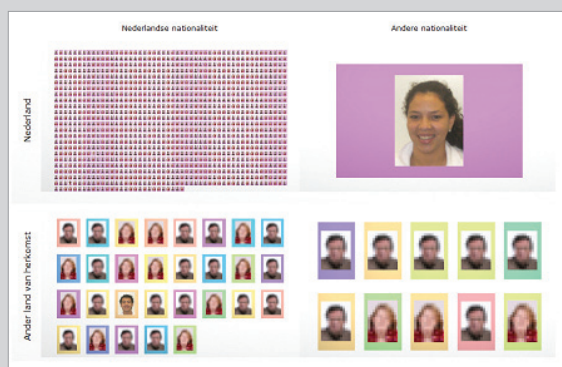 Nederlandse nationaliteit
Andere nationaliteit
Nederland
Ander land van herkomst